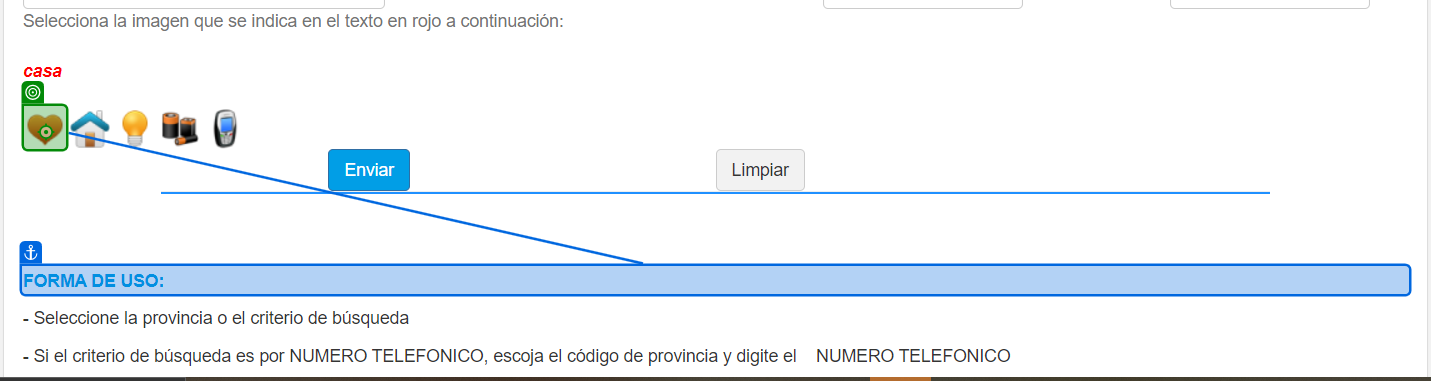 Selecciona la imagen que se indica en el texto en rojo a continuación:
casa
Enviar
Limpiar
FORMA DE USO:
- Seleccione la provincia o el criterio de búsqueda
- Si el criterio de búsqueda es por NUMERO TELEFONICO, escoja el código de provincia y digite el NUMERO TELEFONICO